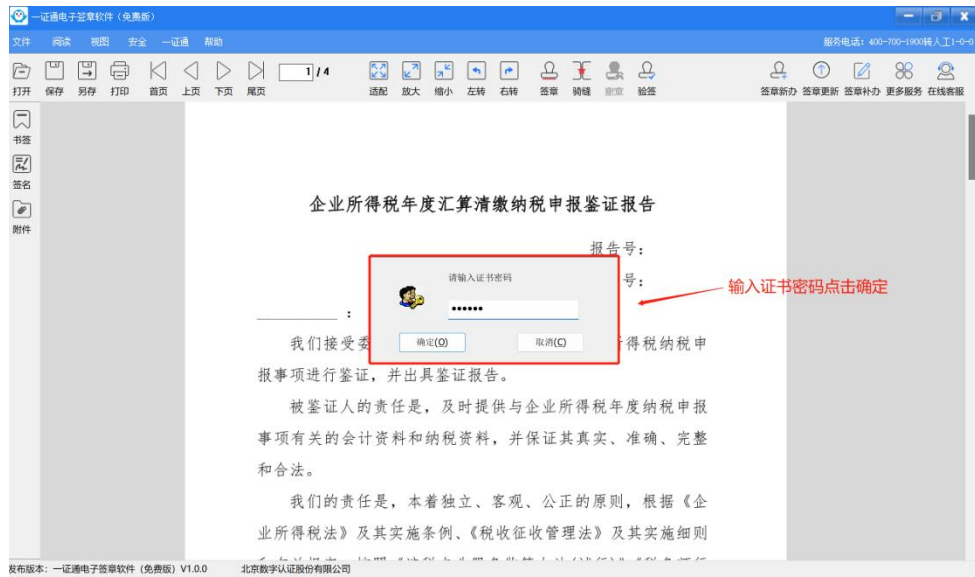 一证通电子签章软件（免费版）
文件 阅读 视图 安全 一证通 帮助 服务电话：400-700-1900转人工1-0-0
1 / 4
打开 保存 另存 打印 首页 上页 下页 尾页 适配 放大 缩小 左转 右转 签章 骑缝 密章 验签 签章新办 签章更新 签章补办 更多服务 在线客服
书签
签名
附件
企业所得税年度汇算清缴纳税申报鉴证报告
报告号：
号：
：
请输入证书密码
••••••
确定(O) 取消(C)
输入证书密码点击确定
我们接受委
得税纳税申
报事项进行鉴证，并出具鉴证报告。
被鉴证人的责任是，及时提供与企业所得税年度纳税申报
事项有关的会计资料和纳税资料，并保证其真实、准确、完整
和合法。
我们的责任是，本着独立、客观、公正的原则，根据《企
业所得税法》及其实施条例、《税收征收管理法》及其实施细则
发布版本：一证通电子签章软件（免费版）V1.0.0 北京数字认证股份有限公司